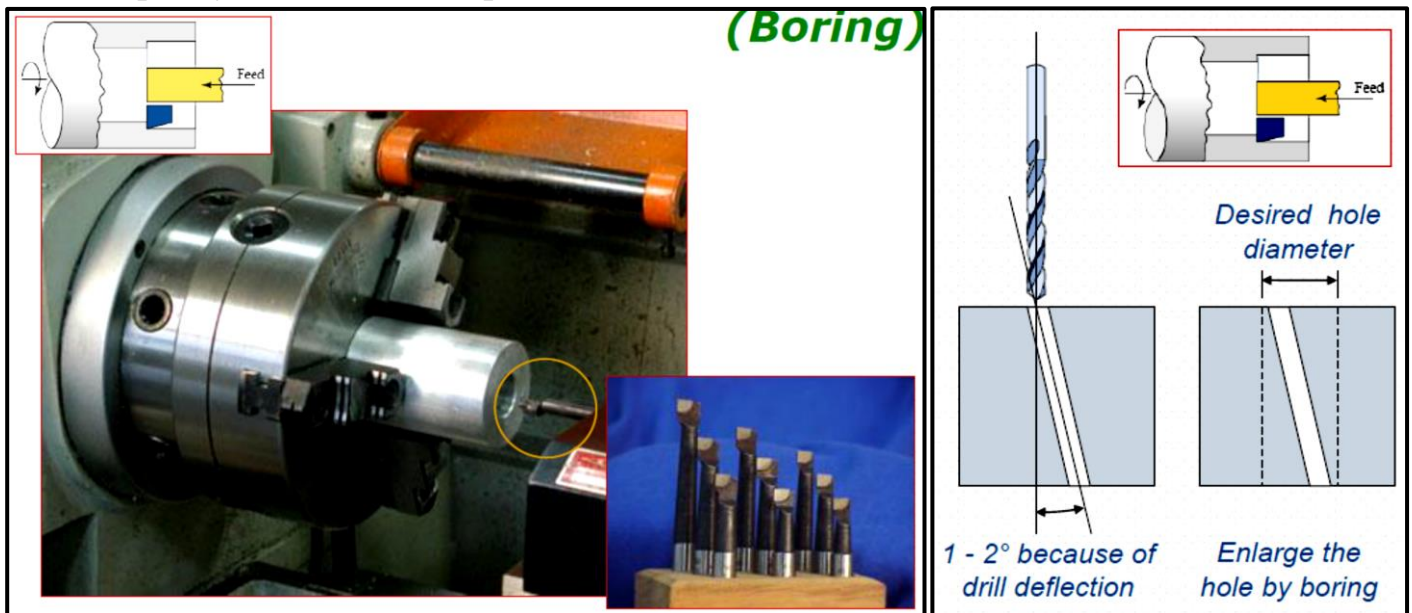 (Boring)
Feed
Feed
Desired hole
diameter
1 - 2° because of
drill deflection
Enlarge the
hole by boring